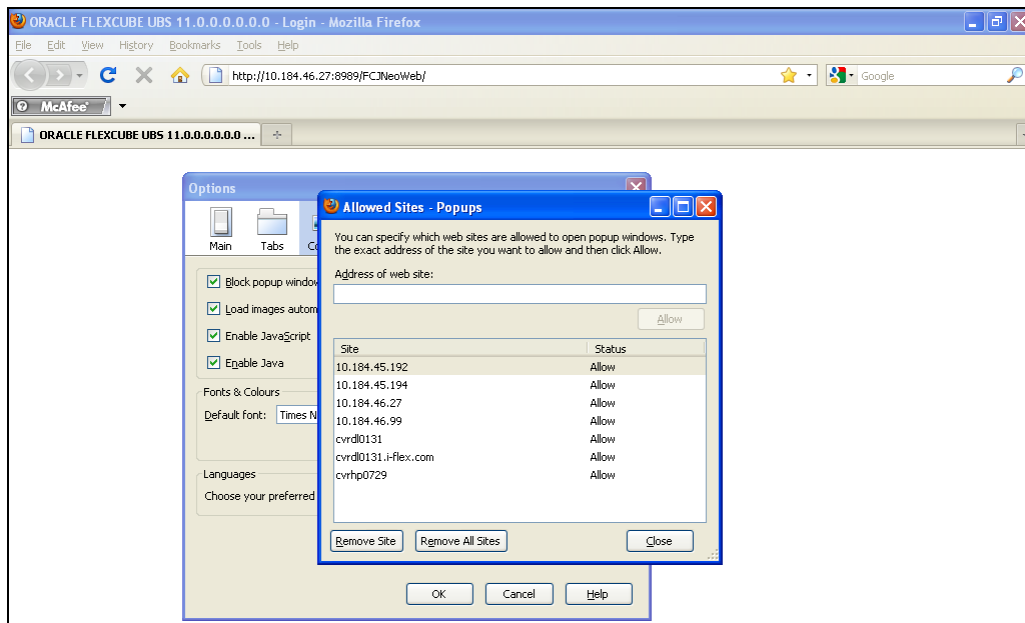 ORACLE FLEXCUBE UBS 11.0.0.0.0.0.0 - Login - Mozilla Firefox
File Edit View History Bookmarks Tools Help
http://10.184.46.27:8989/FCJNeoWeb/
Google
McAfee
ORACLE FLEXCUBE UBS 11.0.0.0.0.0.0 ...
Options
Main Tabs
Block popup window
Load images autom
Enable JavaScript
Enable Java
Fonts & Colours
Default font: Times N
Languages
Choose your preferred
OK Cancel Help
Allowed Sites - Popups
You can specify which web sites are allowed to open popup windows. Type
the exact address of the site you want to allow and then click Allow.
Address of web site:
Allow
Site Status
10.184.45.192 Allow
10.184.45.194 Allow
10.184.46.27 Allow
10.184.46.99 Allow
cvrdl0131 Allow
cvrdl0131.i-flex.com Allow
cvrhp0729 Allow
Remove Site Remove All Sites Close